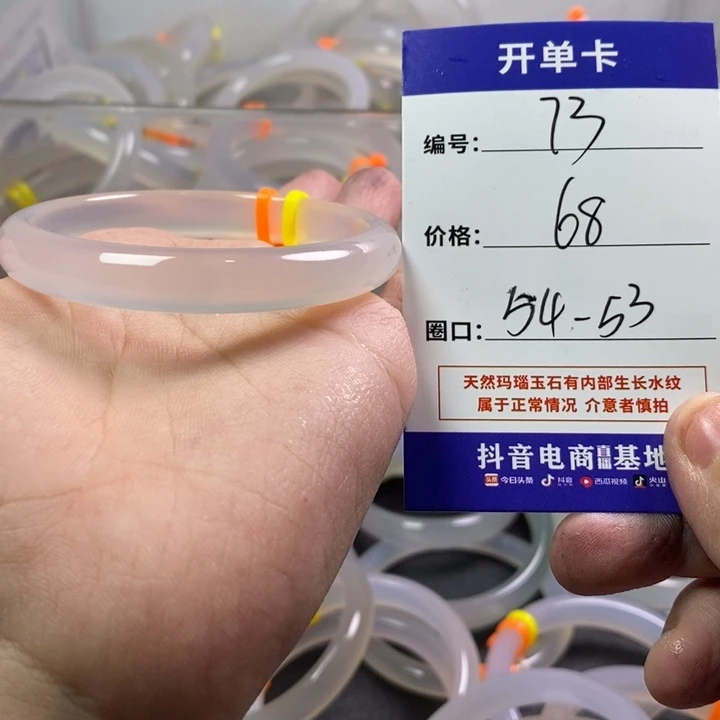 开单卡
编号: 73
价格: 68
圈口: 54-53
天然玛瑙玉石有内部生长水纹
属于正常情况 介意者慎拍
抖音电商直播基地
今日头条 抖音 西瓜视频 火山